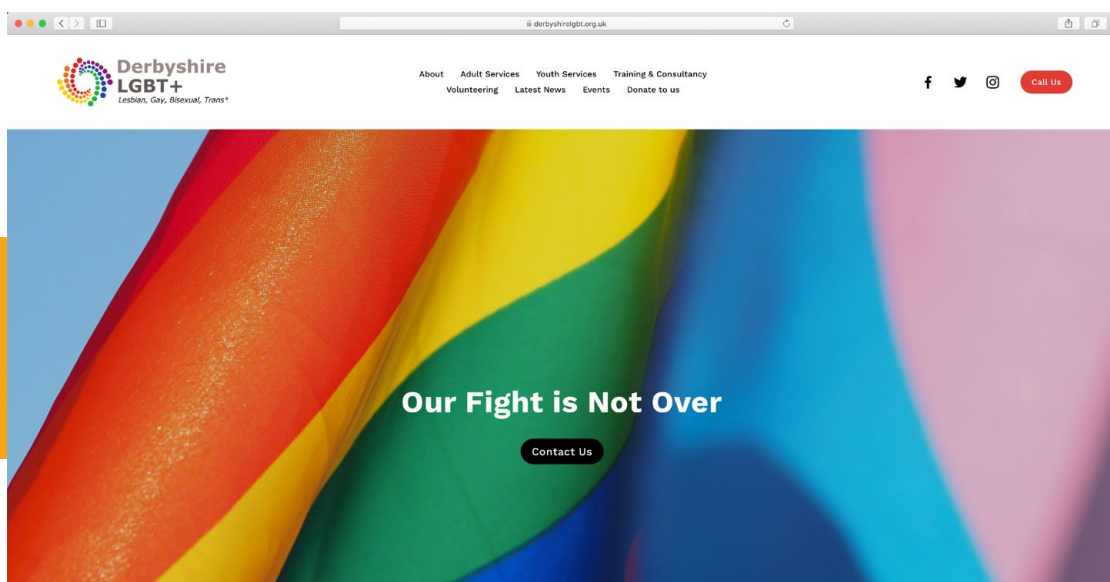 derbyshirelgbt.org.uk
Derbyshire
LGBT+
Lesbian, Gay, Bisexual, Trans*
About Adult Services Youth Services Training & Consultancy
Volunteering Latest News Events Donate to us
Call Us
Our Fight is Not Over
Contact Us